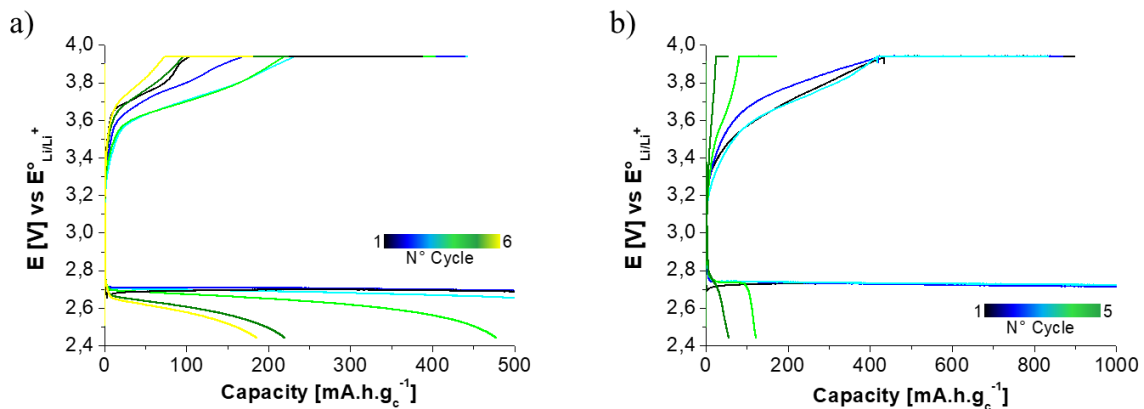 a)
4,0
3,8
3,6
3,4
3,2
3,0
2,8
2,6
2,4
E [V] vs E°Li/Li+
0 100 200 300 400 500
Capacity [mA.h.gc-1]
1 6
N° Cycle
b)
4,0
3,8
3,6
3,4
3,2
3,0
2,8
2,6
2,4
E [V] vs E°Li/Li+
0 200 400 600 800 1000
Capacity [mA.h.gc-1]
1 5
N° Cycle